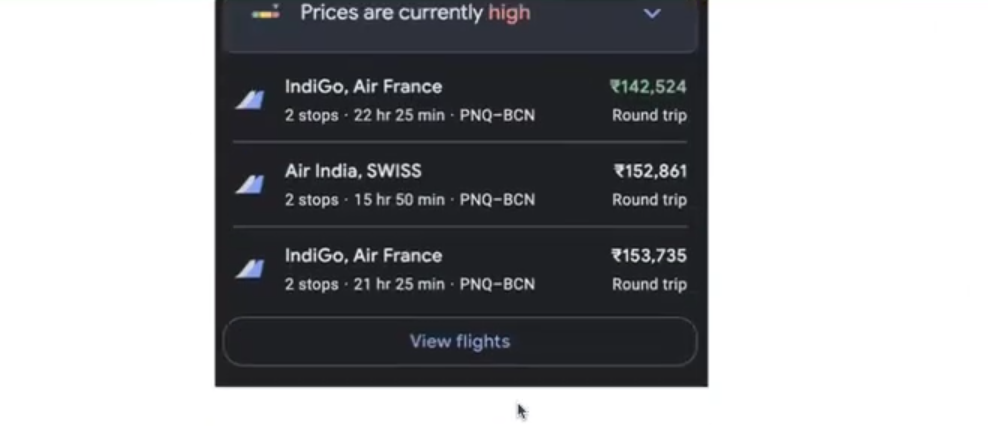 Prices are currently high
IndiGo, Air France ₹142,524
2 stops · 22 hr 25 min · PNQ–BCN Round trip
Air India, SWISS ₹152,861
2 stops · 15 hr 50 min · PNQ–BCN Round trip
IndiGo, Air France ₹153,735
2 stops · 21 hr 25 min · PNQ–BCN Round trip
View flights